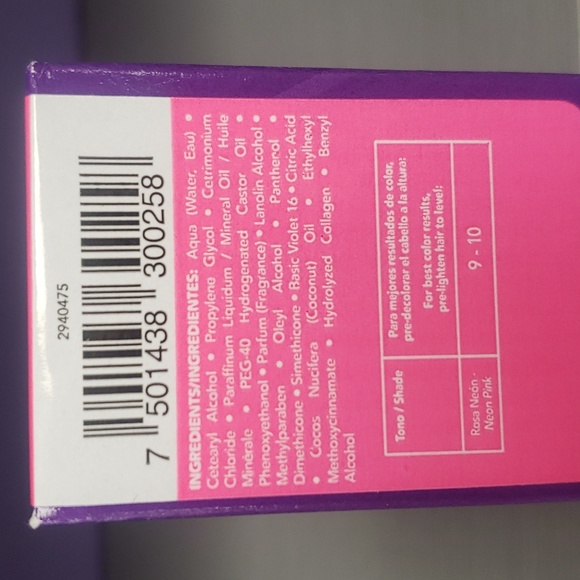 2940475
7 501438 300258
INGREDIENTS/INGREDIENTES: Aqua (Water, Eau) •
Cetearyl Alcohol • Propylene Glycol • Cetrimonium
Chloride • Paraffinum Liquidum / Mineral Oil / Huile
Minérale • PEG-40 Hydrogenated Castor Oil •
Phenoxyethanol • Parfum (Fragrance) • Lanolin Alcohol •
Methylparaben • Oleyl Alcohol • Panthenol •
Dimethicone • Simethicone • Basic Violet 16 • Citric Acid
• Cocos Nucifera (Coconut) Oil • Ethylhexyl
Methoxycinnamate • Hydrolyzed Collagen • Benzyl
Alcohol
Tono / Shade
Para mejores resultados de color,
pre-decolorar el cabello a la altura:
For best color results,
pre-lighten hair to level:
Rosa Neón -
Neon Pink
9 - 10